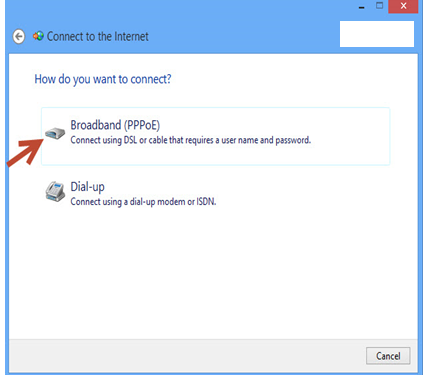 Connect to the Internet
How do you want to connect?
Broadband (PPPoE)
Connect using DSL or cable that requires a user name and password.
Dial-up
Connect using a dial-up modem or ISDN.
Cancel